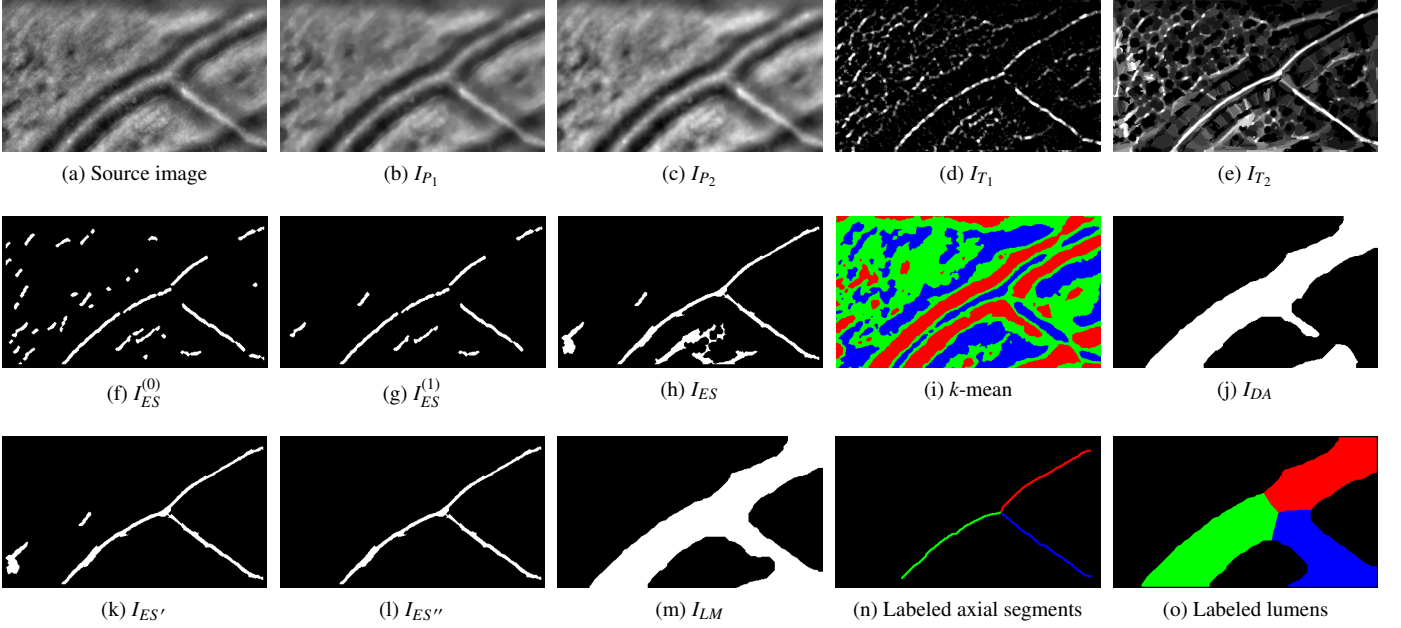 (a) Source image
(b) I_{P_1}
(c) I_{P_2}
(d) I_{T_1}
(e) I_{T_2}
(f) I_{ES}^{(0)}
(g) I_{ES}^{(1)}
(h) I_{ES}
(i) k-mean
(j) I_{DA}
(k) I_{ES′}
(l) I_{ES″}
(m) I_{LM}
(n) Labeled axial segments
(o) Labeled lumens